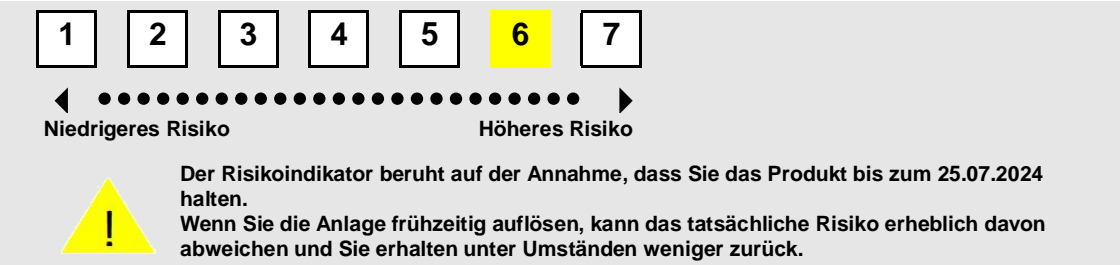 1 2 3 4 5 6 7
Niedrigeres Risiko Höheres Risiko
Der Risikoindikator beruht auf der Annahme, dass Sie das Produkt bis zum 25.07.2024
halten.
Wenn Sie die Anlage frühzeitig auflösen, kann das tatsächliche Risiko erheblich davon
abweichen und Sie erhalten unter Umständen weniger zurück.
!